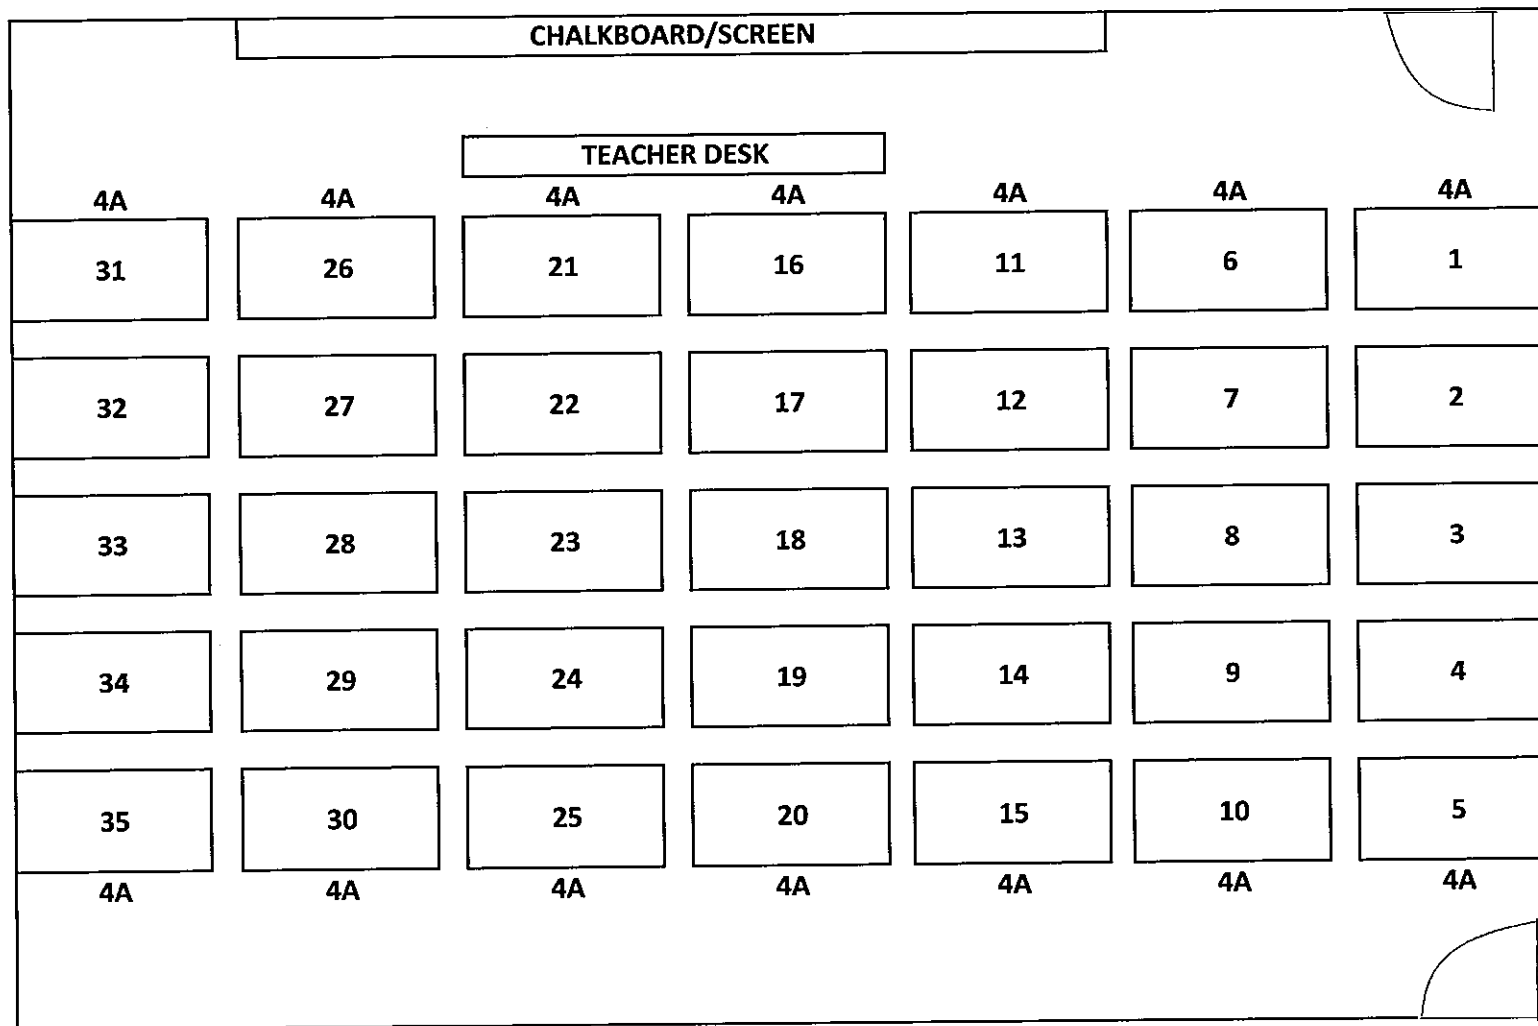 CHALKBOARD/SCREEN
TEACHER DESK
4A 4A 4A 4A 4A 4A 4A
31 26 21 16 11 6 1
32 27 22 17 12 7 2
33 28 23 18 13 8 3
34 29 24 19 14 9 4
35 30 25 20 15 10 5
4A 4A 4A 4A 4A 4A 4A